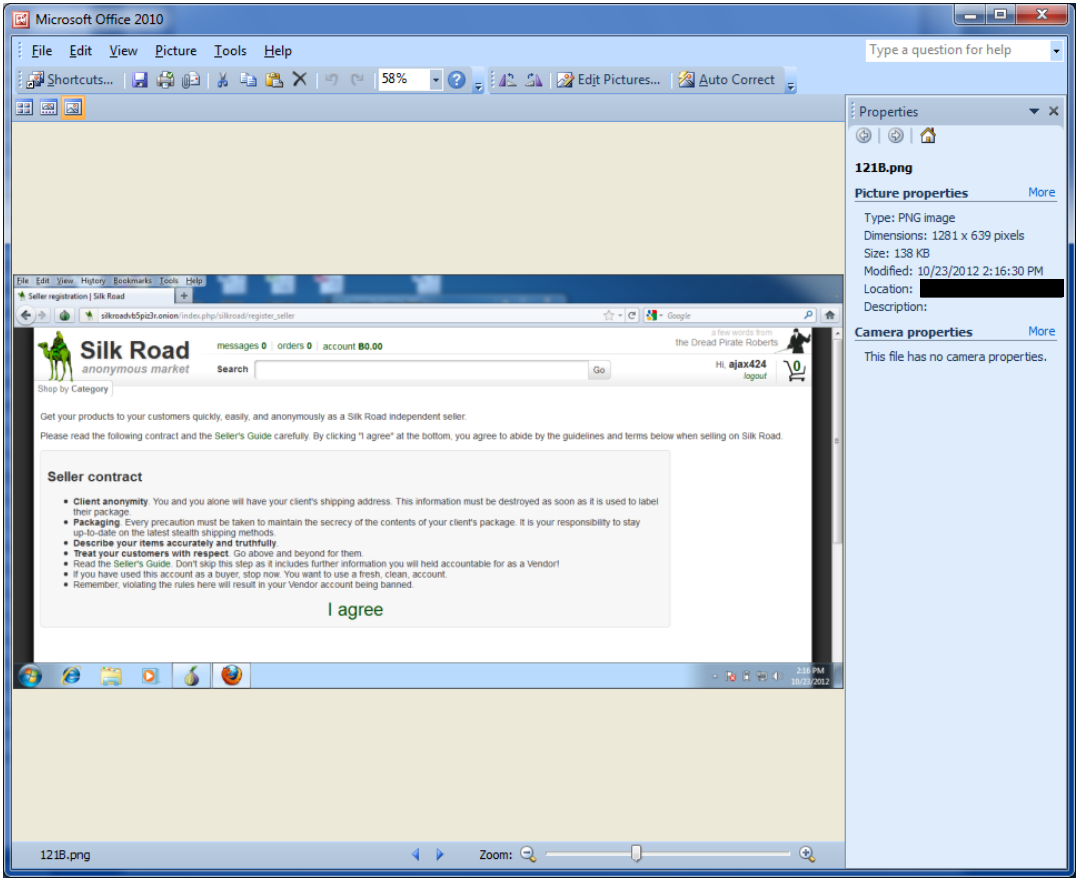 Microsoft Office 2010
File Edit View Picture Tools Help
Type a question for help
Shortcuts... 58% Edit Pictures... Auto Correct
Properties
121B.png
Picture properties More
Type: PNG image
Dimensions: 1281 x 639 pixels
Size: 138 KB
Modified: 10/23/2012 2:16:30 PM
Location:
Description:
Camera properties More
This file has no camera properties.
File Edit View History Bookmarks Tools Help
Seller registration | Silk Road
silkroadvb5piz3r.onion/index.php/silkroad/register_seller
Google
Silk Road
anonymous market
messages 0 | orders 0 | account ฿0.00
a few words from
the Dread Pirate Roberts
Search Go
Hi, ajax424
logout
0
Shop by Category
Get your products to your customers quickly, easily, and anonymously as a Silk Road independent seller.
Please read the following contract and the Seller's Guide carefully. By clicking "I agree" at the bottom, you agree to abide by the guidelines and terms below when selling on Silk Road.
Seller contract
• Client anonymity. You and you alone will have your client's shipping address. This information must be destroyed as soon as it is used to label
their package.
• Packaging. Every precaution must be taken to maintain the secrecy of the contents of your client's package. It is your responsibility to stay
up-to-date on the latest stealth shipping methods.
• Describe your items accurately and truthfully.
• Treat your customers with respect. Go above and beyond for them.
• Read the Seller's Guide. Don't skip this step as it includes further information you will held accountable for as a Vendor!
• If you have used this account as a buyer, stop now. You want to use a fresh, clean, account.
• Remember, violating the rules here will result in your Vendor account being banned.
I agree
2:16 PM
10/23/2012
121B.png
Zoom: